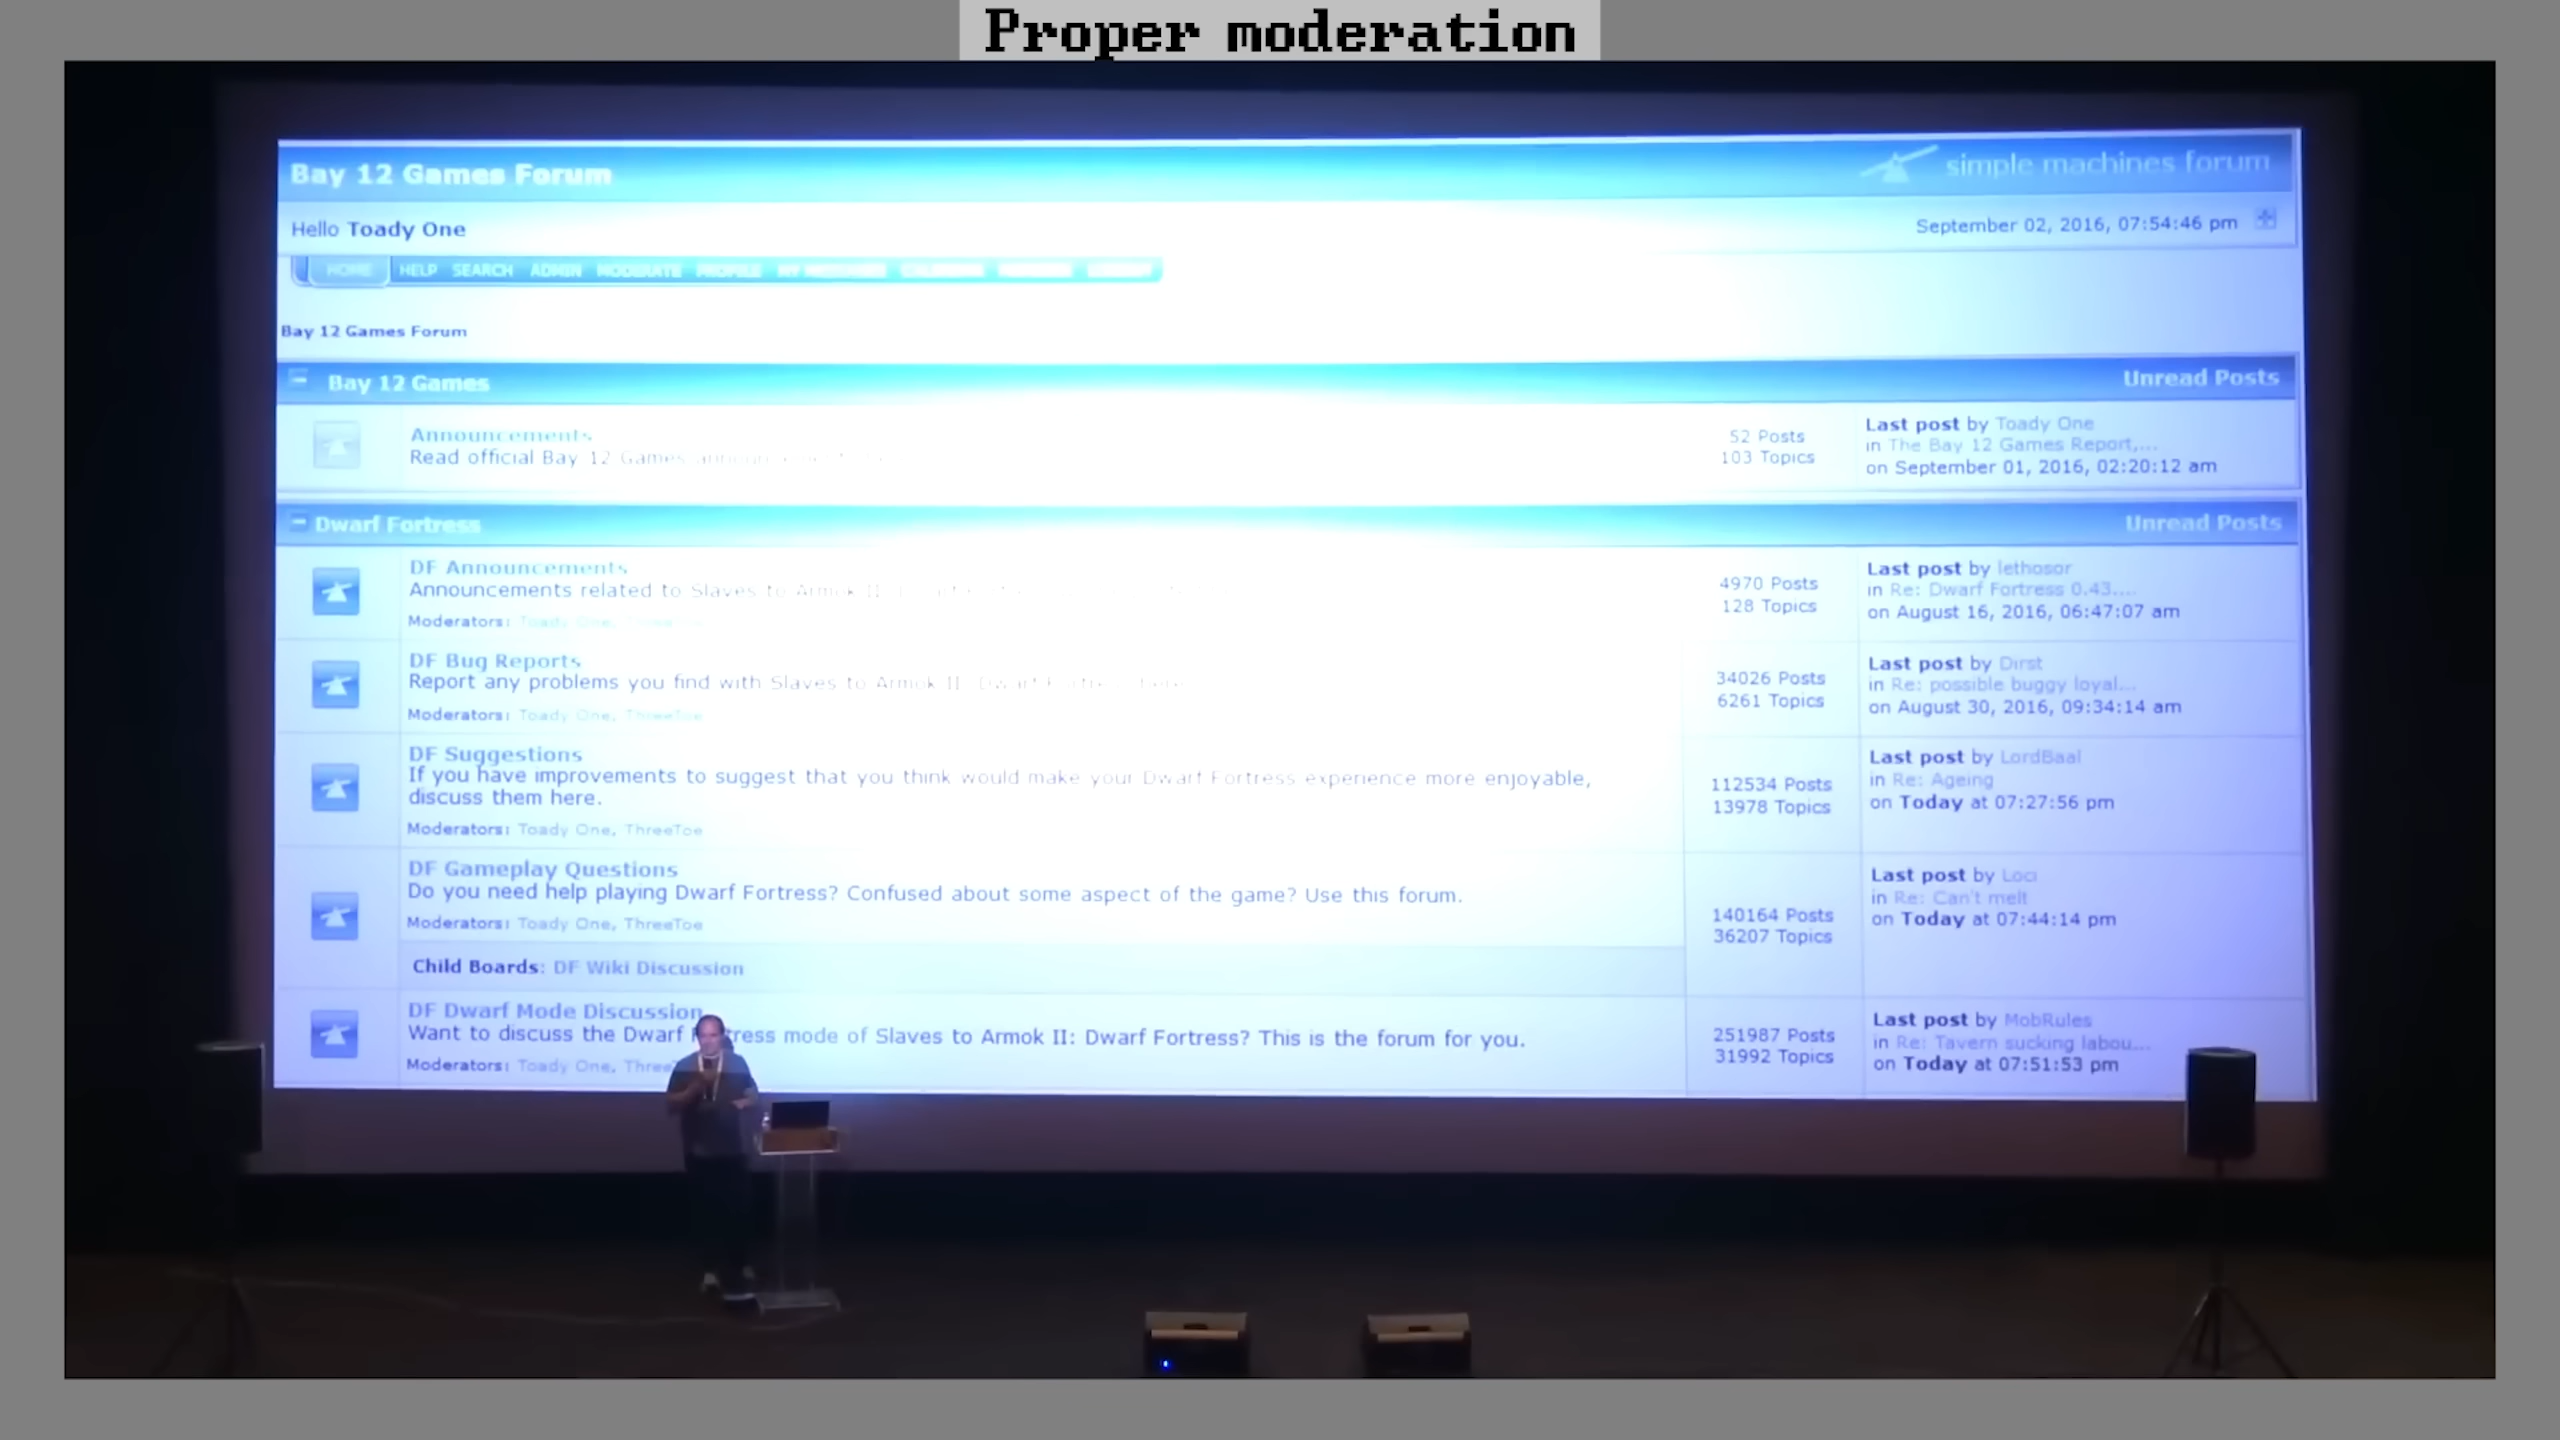 Proper moderation
Bay 12 Games Forum
simple machines forum
Hello Toady One
September 02, 2016, 07:54:46 pm
HOME HELP SEARCH ADMIN MODERATE PROFILE
Bay 12 Games Forum
Bay 12 Games
Unread Posts
Announcements
Read official Bay 12 Games
52 Posts
103 Topics
Last post by Toady One
in The Bay 12 Games Report,...
on September 01, 2016, 02:20:12 am
Dwarf Fortress
Unread Posts
DF Announcements
Announcements related to Slaves to Armok II:
Moderators: Toady One,
4970 Posts
128 Topics
Last post by lethosor
in Re: Dwarf Fortress 0.43....
on August 16, 2016, 06:47:07 am
DF Bug Reports
Report any problems you find with Slaves to Armok II:
Moderators: Toady One, ThreeToe
34026 Posts
6261 Topics
Last post by Dirst
in Re: possible buggy loyal...
on August 30, 2016, 09:34:14 am
DF Suggestions
If you have improvements to suggest that you think would make your Dwarf Fortress experience more enjoyable,
discuss them here.
Moderators: Toady One, ThreeToe
112534 Posts
13978 Topics
Last post by LordBaal
in Re: Ageing
on Today at 07:27:56 pm
DF Gameplay Questions
Do you need help playing Dwarf Fortress? Confused about some aspect of the game? Use this forum.
Moderators: Toady One, ThreeToe
Child Boards: DF Wiki Discussion
140164 Posts
36207 Topics
Last post by Loci
in Re: Can't melt
on Today at 07:44:14 pm
DF Dwarf Mode Discussion
Want to discuss the Dwarf F tress mode of Slaves to Armok II: Dwarf Fortress? This is the forum for you.
Moderators: Toady One, Three
251987 Posts
31992 Topics
Last post by MobRules
in Re: Tavern sucking labou...
on Today at 07:51:53 pm